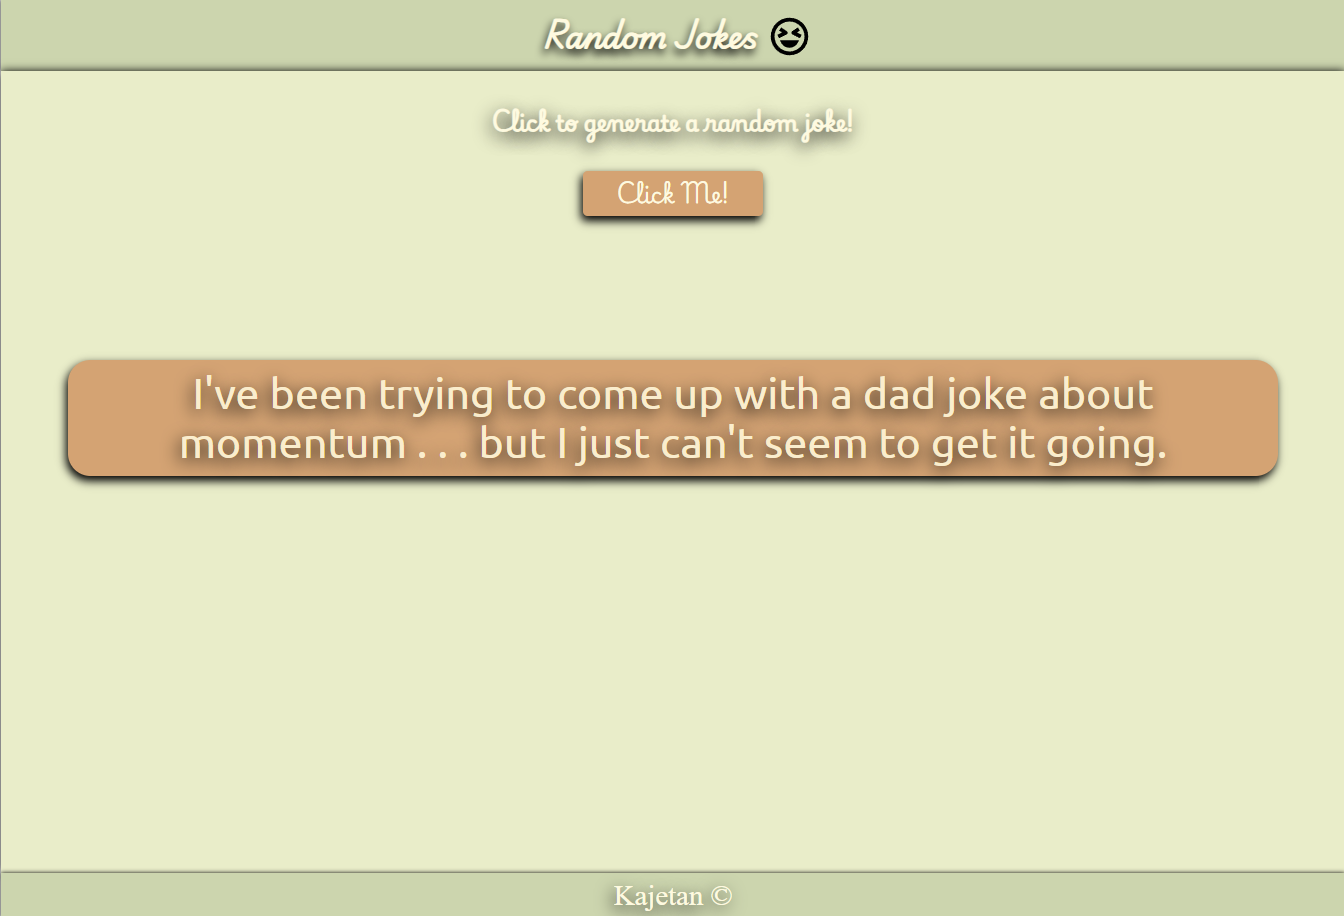 Random Jokes
Click to generate a random joke!
Click Me!
I've been trying to come up with a dad joke about
momentum . . . but I just can't seem to get it going.
Kajetan ©